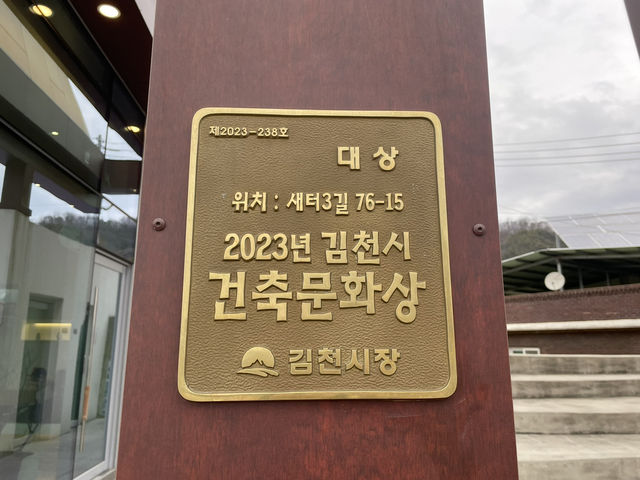 제2023-238호
대상
위치 : 새터3길 76-15
2023년 김천시
건축문화상
김천시장